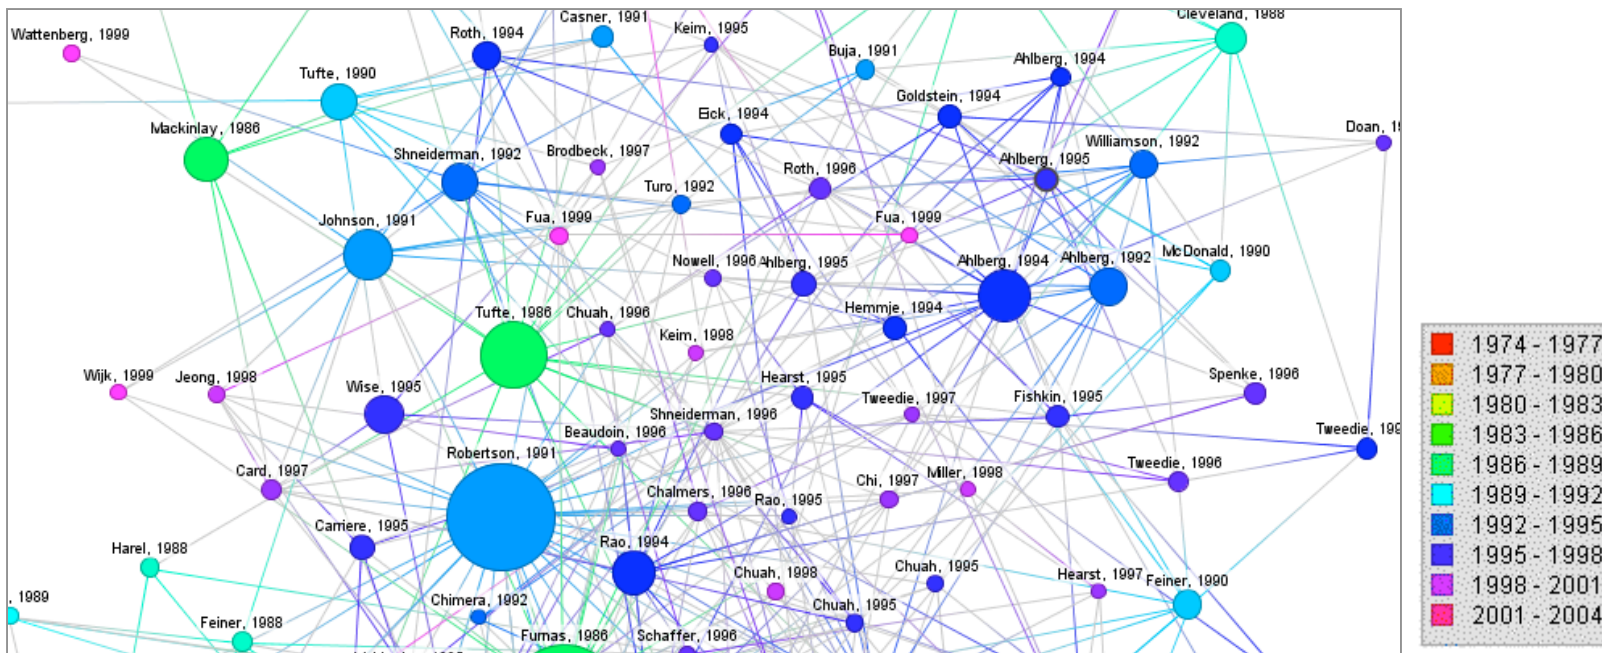 Cleveland, 1988
Casner, 1991
Wattenberg, 1999
Roth, 1994
Keim, 1995
Buja, 1991
Ahlberg, 1994
Tufte, 1990
Goldstein, 1994
Eick, 1994
Mackinlay, 1986
Doan, 1
Shneiderman, 1992
Brodbeck, 1997
Williamson, 1992
Ahlberg, 1995
Roth, 1996
Turo, 1992
Johnson, 1991
Fua, 1999
Fua, 1999
Nowell, 1996
Ahlberg, 1995
Ahlberg, 1994
Ahlberg, 1992
McDonald, 1990
Tufte, 1986
Chuah, 1996
Hemmje, 1994
Keim, 1998
Wijk, 1999
Jeong, 1998
Wise, 1995
Hearst, 1995
Tweedie, 1997
Fishkin, 1995
Spenke, 1996
Shneiderman, 1996
Beaudoin, 1996
Tweedie, 199
Robertson, 1991
Card, 1997
Chalmers, 1996
Rao, 1995
Chi, 1997
Miller, 1998
Tweedie, 1996
Carriere, 1995
Harel, 1988
Rao, 1994
Chuah, 1998
Chuah, 1995
Hearst, 1997
Feiner, 1990
., 1989
Chimera, 1992
Chuah, 1995
Feiner, 1988
Furnas, 1986
Schaffer, 1996
1974 - 1977
1977 - 1980
1980 - 1983
1983 - 1986
1986 - 1989
1989 - 1992
1992 - 1995
1995 - 1998
1998 - 2001
2001 - 2004